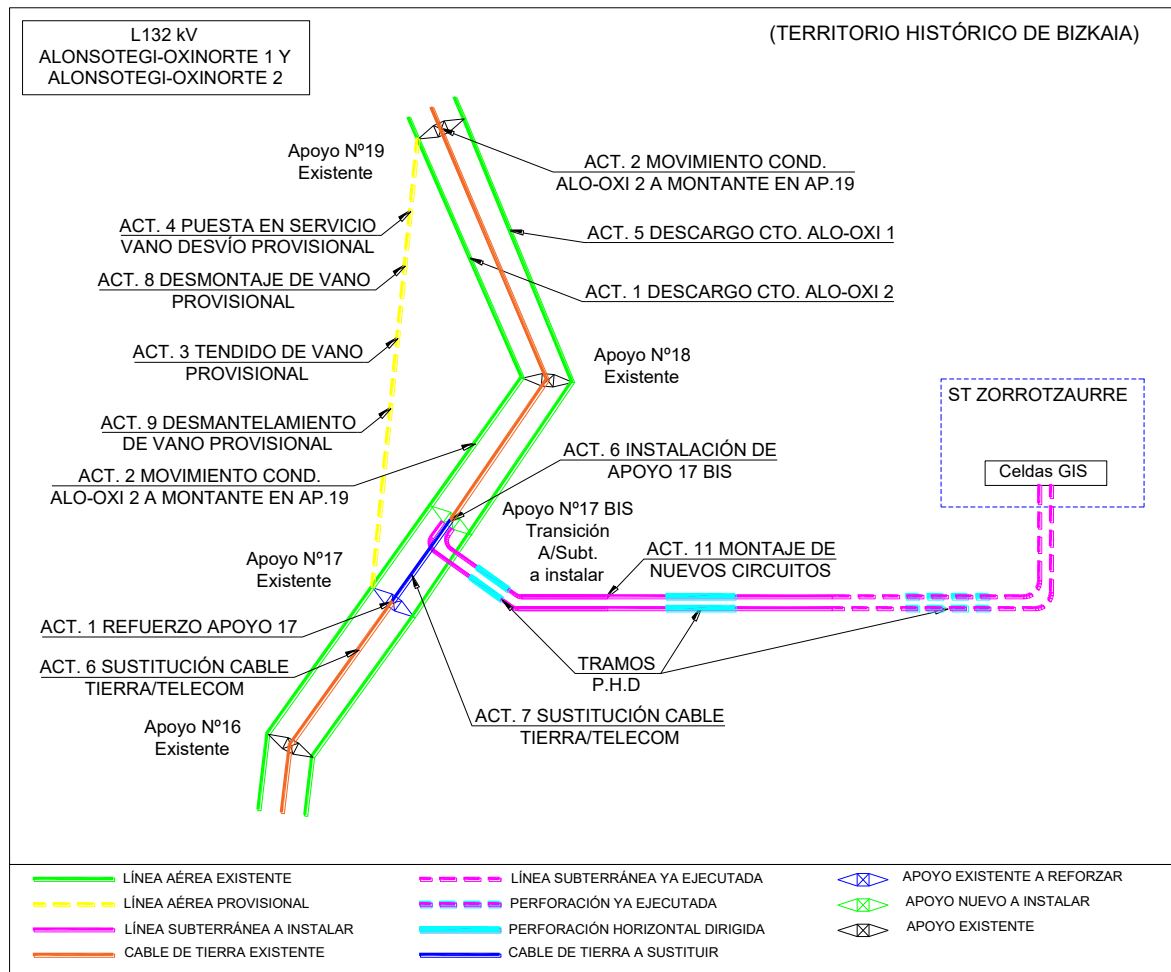 L132 kV
ALONSOTEGI-OXINORTE 1 Y
ALONSOTEGI-OXINORTE 2
(TERRITORIO HISTÓRICO DE BIZKAIA)
Apoyo Nº19
Existente
ACT. 2 MOVIMIENTO COND.
ALO-OXI 2 A MONTANTE EN AP.19
ACT. 4 PUESTA EN SERVICIO
VANO DESVÍO PROVISIONAL
ACT. 5 DESCARGO CTO. ALO-OXI 1
ACT. 8 DESMONTAJE DE VANO
PROVISIONAL
ACT. 1 DESCARGO CTO. ALO-OXI 2
ACT. 3 TENDIDO DE VANO
PROVISIONAL
Apoyo Nº18
Existente
ACT. 9 DESMANTELAMIENTO
DE VANO PROVISIONAL
ST ZORROTZAURRE
Celdas GIS
ACT. 2 MOVIMIENTO COND.
ALO-OXI 2 A MONTANTE EN AP.19
ACT. 6 INSTALACIÓN DE
APOYO 17 BIS
Apoyo Nº17 BIS
Transición
A/Subt.
a instalar
Apoyo Nº17
Existente
ACT. 11 MONTAJE DE
NUEVOS CIRCUITOS
ACT. 1 REFUERZO APOYO 17
ACT. 6 SUSTITUCIÓN CABLE
TIERRA/TELECOM
TRAMOS
P.H.D
ACT. 7 SUSTITUCIÓN CABLE
TIERRA/TELECOM
Apoyo Nº16
Existente
LÍNEA AÉREA EXISTENTE
LÍNEA AÉREA PROVISIONAL
LÍNEA SUBTERRÁNEA A INSTALAR
CABLE DE TIERRA EXISTENTE
LÍNEA SUBTERRÁNEA YA EJECUTADA
PERFORACIÓN YA EJECUTADA
PERFORACIÓN HORIZONTAL DIRIGIDA
CABLE DE TIERRA A SUSTITUIR
APOYO EXISTENTE A REFORZAR
APOYO NUEVO A INSTALAR
APOYO EXISTENTE